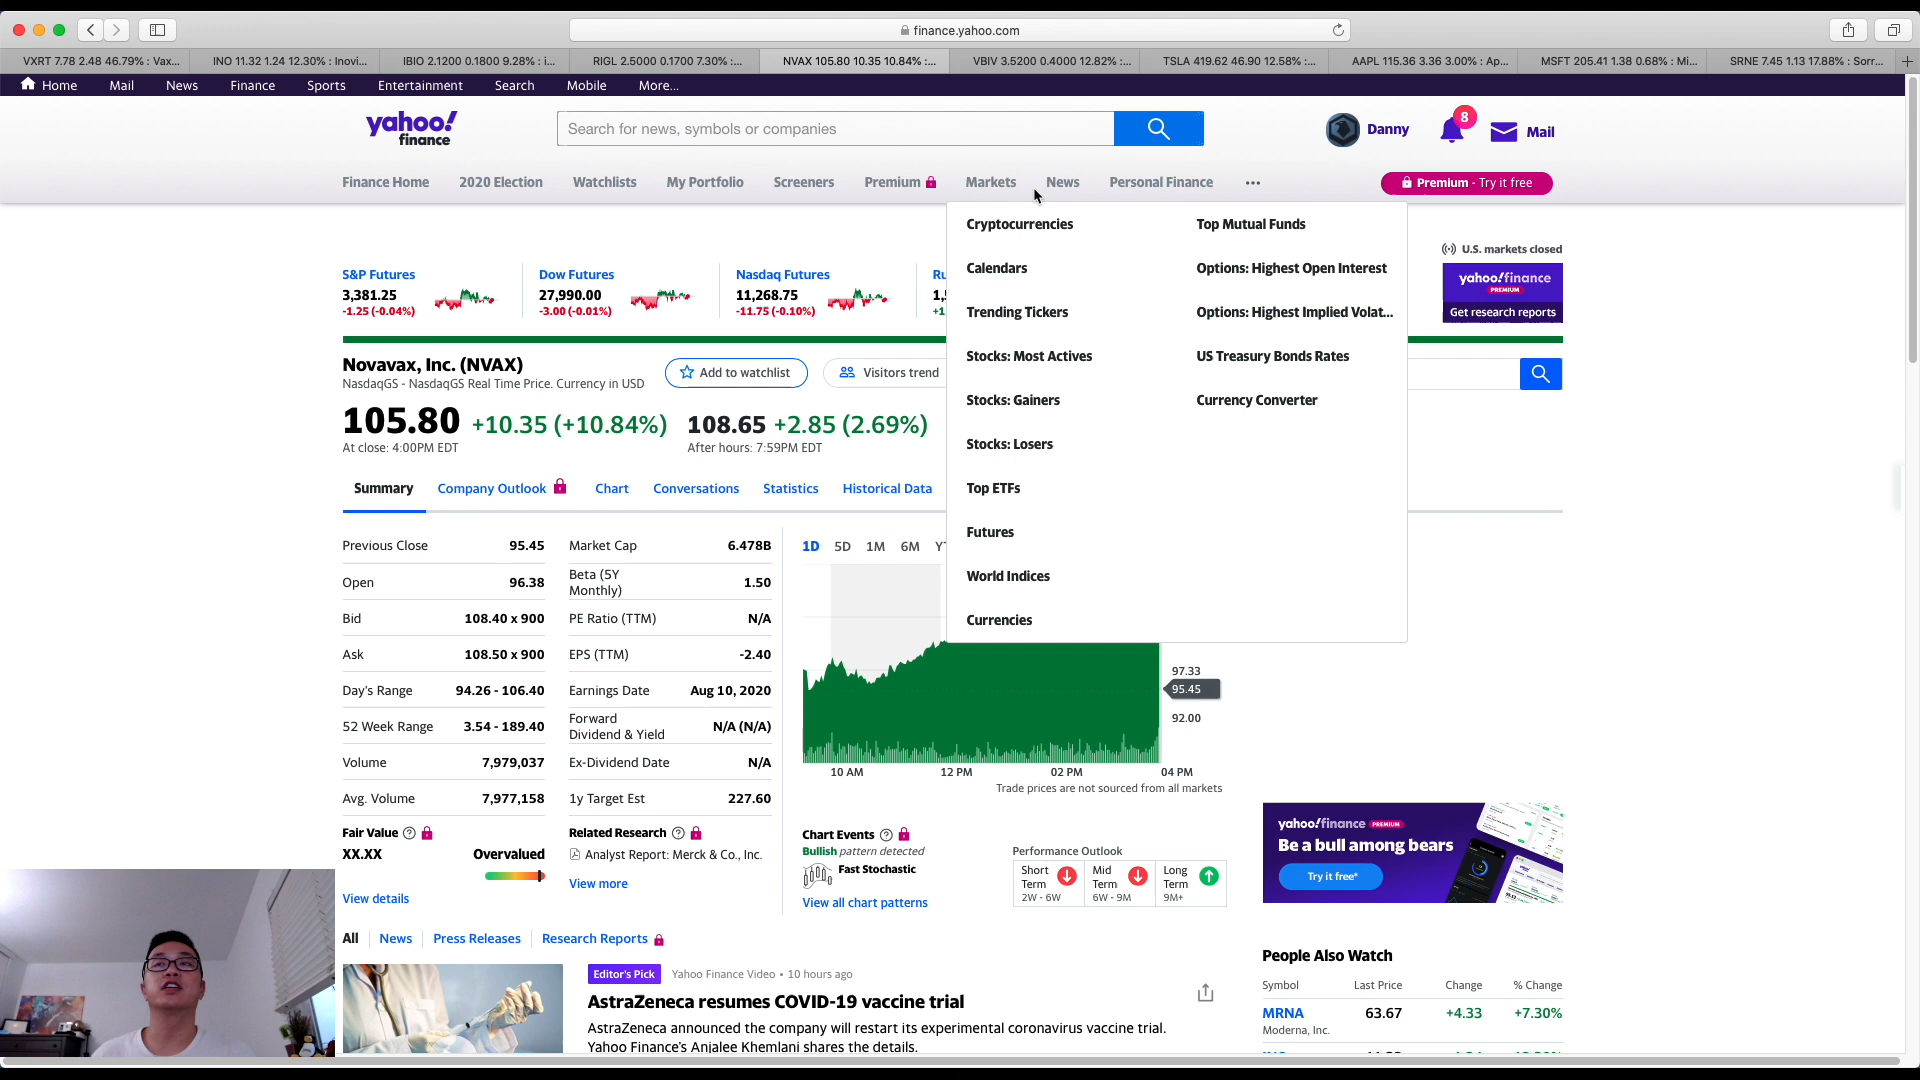 finance.yahoo.com
VXRT 7.78 2.48 46.79% : Vax...
INO 11.32 1.24 12.30% : Inovi...
IBIO 2.1200 0.1800 9.28% : i...
RIGL 2.5000 0.1700 7.30% :...
NVAX 105.80 10.35 10.84% :...
VBIV 3.5200 0.4000 12.82% :...
TSLA 419.62 46.90 12.58% :...
AAPL 115.36 3.36 3.00% : Ap...
MSFT 205.41 1.38 0.68% : Mi...
SRNE 7.45 1.13 17.88% : Sorr...
Home Mail News Finance Sports Entertainment Search Mobile More...
yahoo! finance
Search for news, symbols or companies
Danny
8
Mail
Finance Home 2020 Election Watchlists My Portfolio Screeners Premium Markets News Personal Finance ...
Premium - Try it free
Cryptocurrencies
Calendars
Trending Tickers
Stocks: Most Actives
Stocks: Gainers
Stocks: Losers
Top ETFs
Futures
World Indices
Currencies
Top Mutual Funds
Options: Highest Open Interest
Options: Highest Implied Volat...
US Treasury Bonds Rates
Currency Converter
U.S. markets closed
yahoo!finance
PREMIUM
Get research reports
S&P Futures
3,381.25
-1.25 (-0.04%)
Dow Futures
27,990.00
-3.00 (-0.01%)
Nasdaq Futures
11,268.75
-11.75 (-0.10%)
Novavax, Inc. (NVAX)
NasdaqGS - NasdaqGS Real Time Price. Currency in USD
Add to watchlist
Visitors trend
105.80 +10.35 (+10.84%)
At close: 4:00PM EDT
108.65 +2.85 (2.69%)
After hours: 7:59PM EDT
Summary Company Outlook Chart Conversations Statistics Historical Data
Previous Close 95.45
Open 96.38
Bid 108.40 x 900
Ask 108.50 x 900
Day's Range 94.26 - 106.40
52 Week Range 3.54 - 189.40
Volume 7,979,037
Avg. Volume 7,977,158
Market Cap 6.478B
Beta (5Y
Monthly) 1.50
PE Ratio (TTM) N/A
EPS (TTM) -2.40
Earnings Date Aug 10, 2020
Forward
Dividend & Yield N/A (N/A)
Ex-Dividend Date N/A
1y Target Est 227.60
Fair Value
XX.XX Overvalued
View details
Related Research
Analyst Report: Merck & Co., Inc.
View more
1D 5D 1M 6M
97.33
95.45
92.00
10 AM 12 PM 02 PM 04 PM
Trade prices are not sourced from all markets
Chart Events
Bullish pattern detected
Fast Stochastic
View all chart patterns
Performance Outlook
Short
Term
2W - 6W
Mid
Term
6W - 9M
Long
Term
9M+
yahoo!finance PREMIUM
Be a bull among bears
Try it free*
All News Press Releases Research Reports
Editor's Pick Yahoo Finance Video • 10 hours ago
AstraZeneca resumes COVID-19 vaccine trial
AstraZeneca announced the company will restart its experimental coronavirus vaccine trial.
Yahoo Finance's Anjalee Khemlani shares the details.
People Also Watch
Symbol Last Price Change % Change
MRNA 63.67 +4.33 +7.30%
Moderna, Inc.